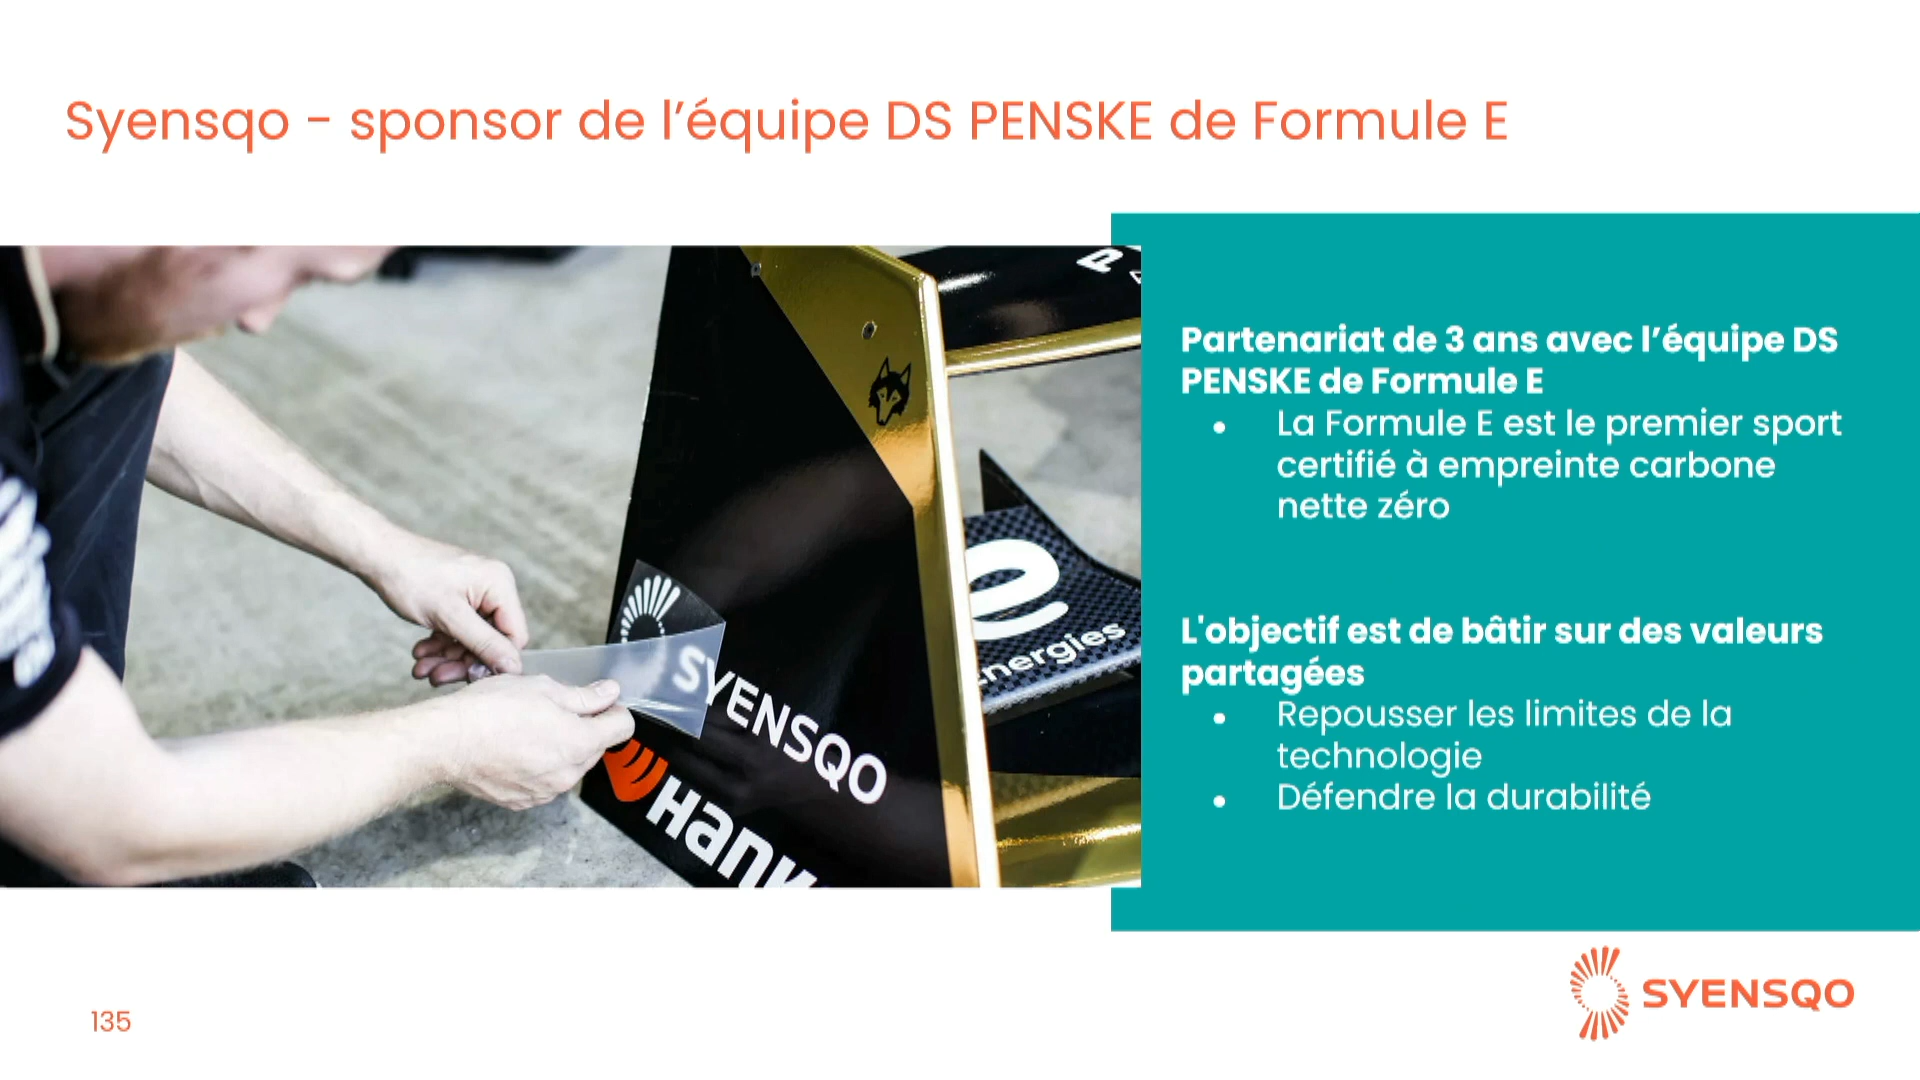 Syensqo - sponsor de l’équipe DS PENSKE de Formule E
Partenariat de 3 ans avec l’équipe DS
PENSKE de Formule E
• La Formule E est le premier sport
certifié à empreinte carbone
nette zéro
L'objectif est de bâtir sur des valeurs
partagées
• Repousser les limites de la
technologie
• Défendre la durabilité
SYENSQO
Hank
e
nergies
SYENSQO
135